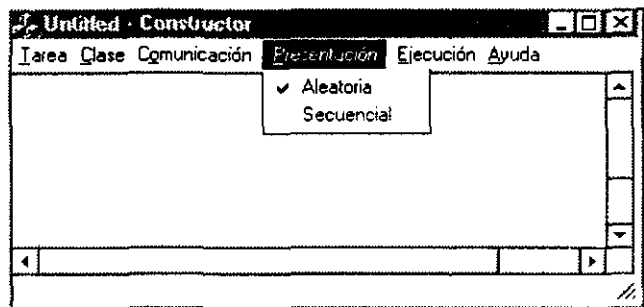 Untitled - Constructor
Tarea Clase Comunicación Presentación Ejecución Ayuda
✓ Aleatoria
Secuencial